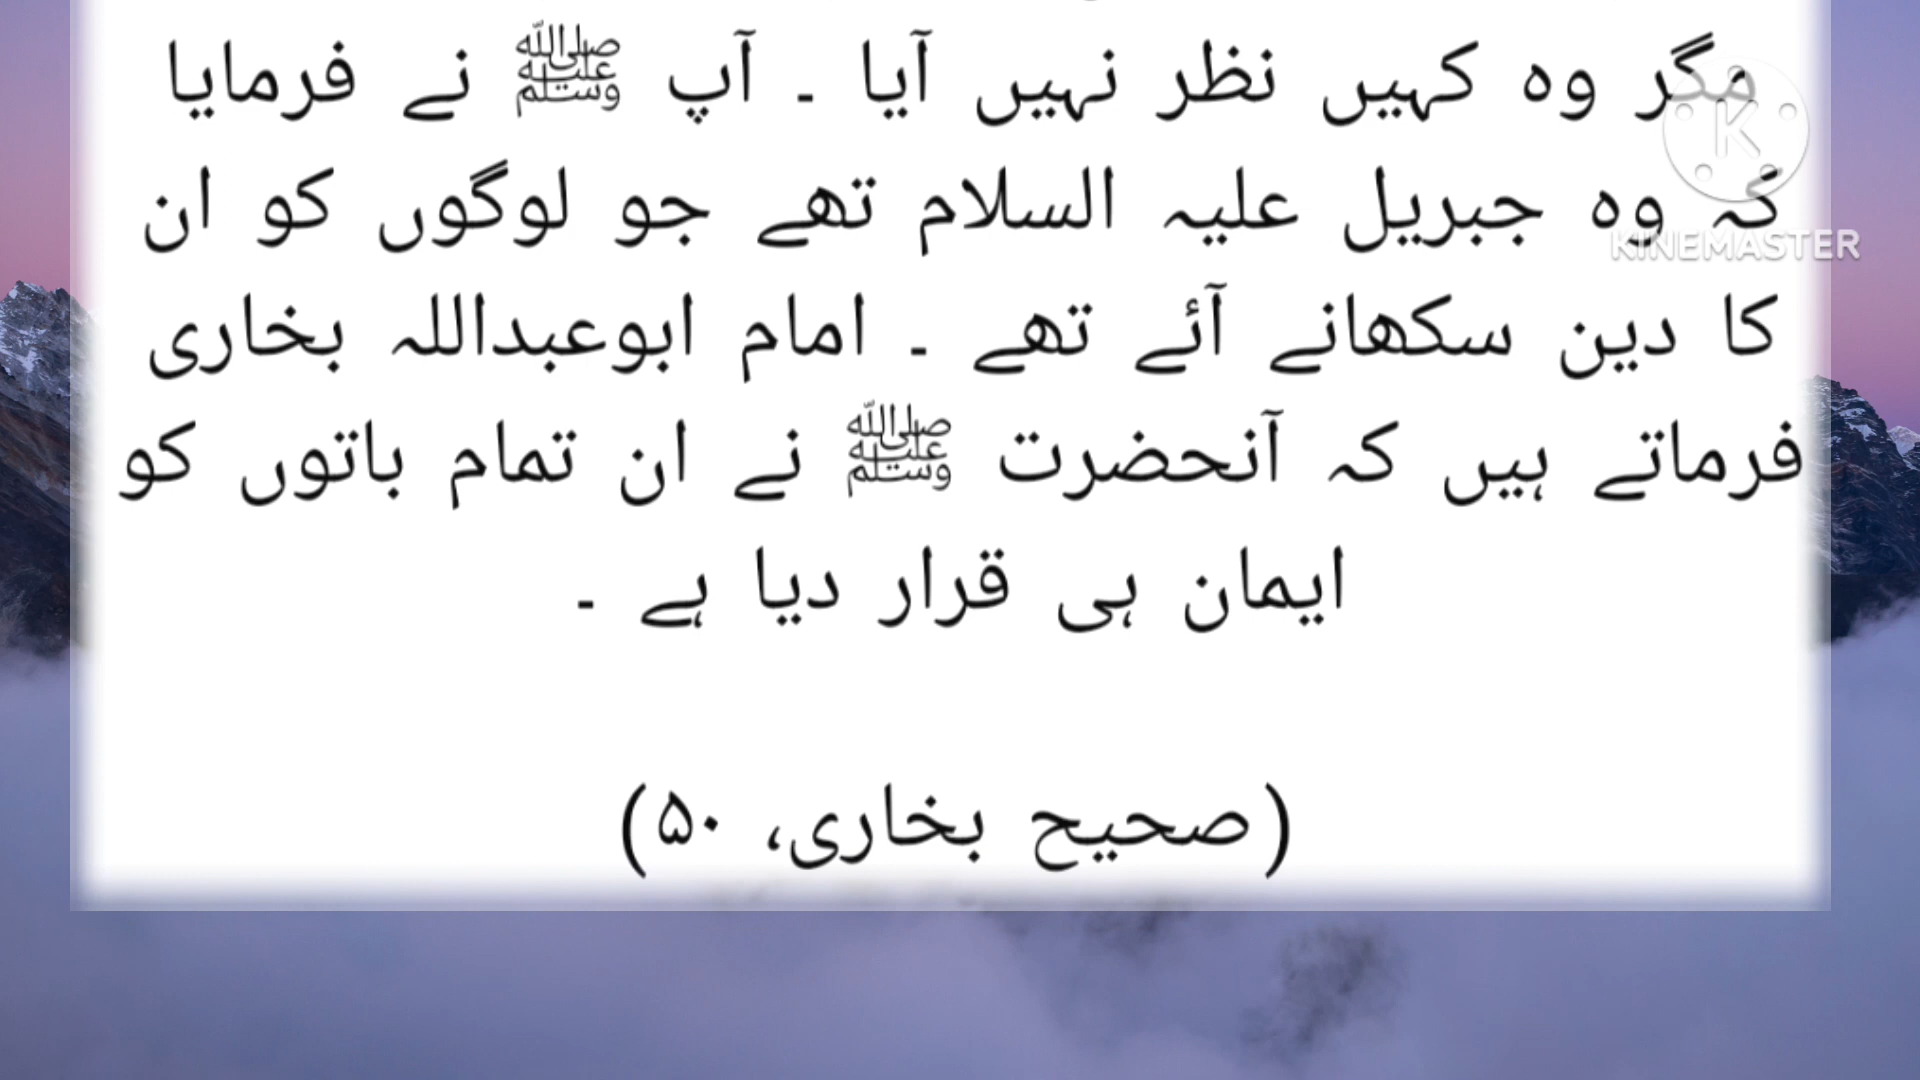 مگر وہ کہیں نظر نہیں آیا ۔ آپ ﷺ نے فرمایا
کہ وہ جبریل علیہ السلام تھے جو لوگوں کو ان
کا دین سکھانے آئے تھے ۔ امام ابوعبداللہ بخاری
فرماتے ہیں کہ آنحضرت ﷺ نے ان تمام باتوں کو
ایمان ہی قرار دیا ہے ۔
(صحیح بخاری، ۵۰)
K
KINEMASTER